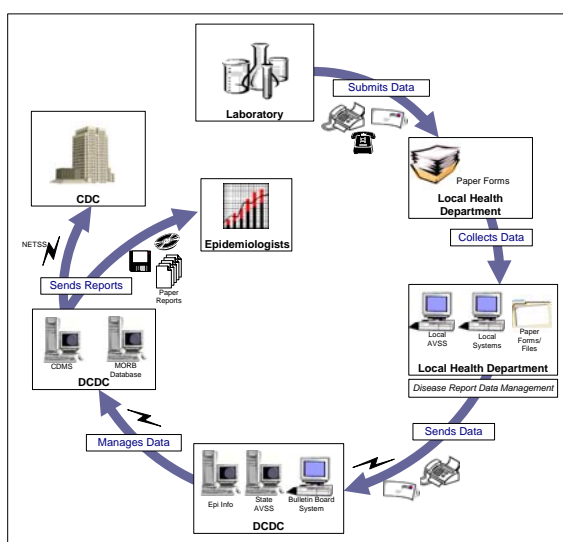 Laboratory
Submits Data
Paper Forms
Local Health
Department
Collects Data
Local
AVSS
Local
Systems
Paper
Forms/
Files
Local Health Department
Disease Report Data Management
Sends Data
Epi Info
State
AVSS
Bulletin Board
System
DCDC
Manages Data
CDMS
MORB
Database
DCDC
Sends Reports
NETSS
Paper
Reports
CDC
Epidemiologists